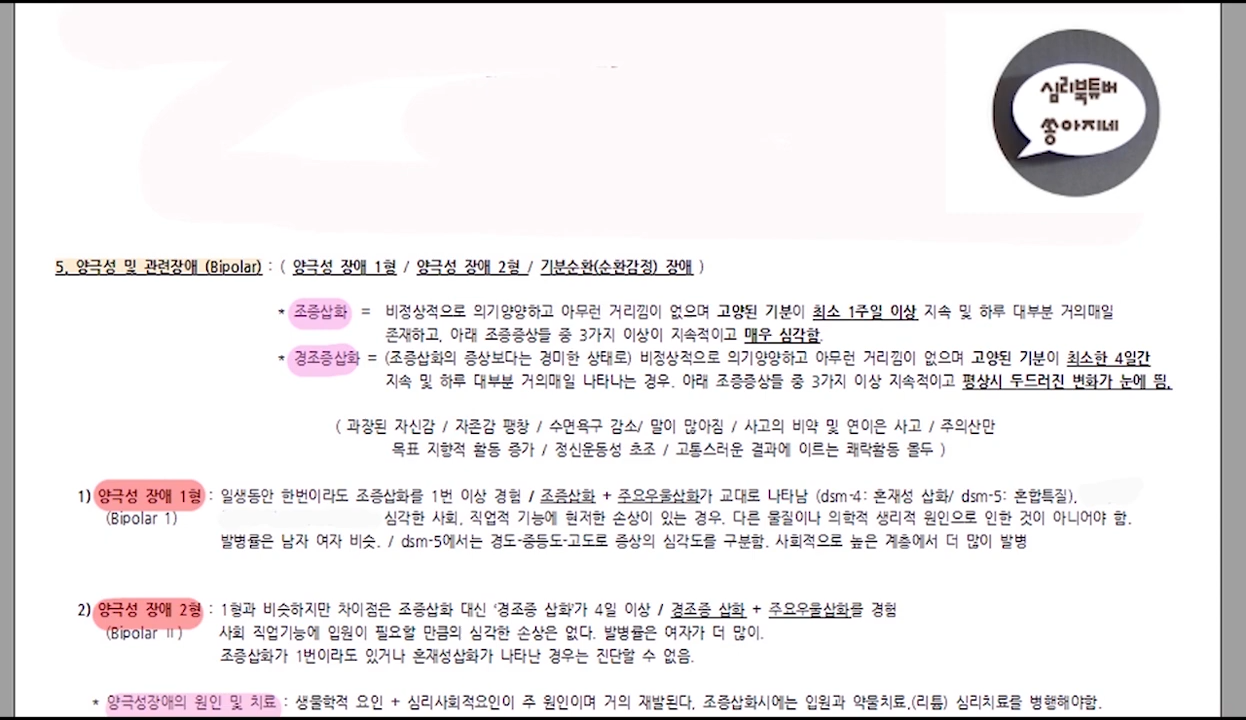 심리북튜버
쏭아지네
5. 양극성 및 관련장애 (Bipolar) : ( 양극성 장애 1형 / 양극성 장애 2형 / 기분순환(순환감정) 장애 )
* 조증삽화 = 비정상적으로 의기양양하고 아무런 거리낌이 없으며 고양된 기분이 최소 1주일 이상 지속 및 하루 대부분 거의매일
존재하고, 아래 조증증상들 중 3가지 이상이 지속적이고 매우 심각함.
* 경조증삽화 = (조증삽화의 증상보다는 경미한 상태로) 비정상적으로 의기양양하고 아무런 거리낌이 없으며 고양된 기분이 최소한 4일간
지속 및 하루 대부분 거의매일 나타나는 경우. 아래 조증증상들 중 3가지 이상 지속적이고 평상시 두드러진 변화가 눈에 띔.
( 과장된 자신감 / 자존감 팽창 / 수면욕구 감소/ 말이 많아짐 / 사고의 비약 및 연이은 사고 / 주의산만
목표 지향적 활동 증가 / 정신운동성 초조 / 고통스러운 결과에 이르는 쾌락활동 몰두 )
1) 양극성 장애 1형 : 일생동안 한번이라도 조증삽화를 1번 이상 경험 / 조증삽화 + 주요우울삽화가 교대로 나타남 (dsm-4: 혼재성 삽화/ dsm-5: 혼합특질).
(Bipolar 1) 심각한 사회, 직업적 기능에 현저한 손상이 있는 경우. 다른 물질이나 의학적 생리적 원인으로 인한 것이 아니어야 함.
발병률은 남자 여자 비슷. / dsm-5에서는 경도-중등도-고도로 증상의 심각도를 구분함. 사회적으로 높은 계층에서 더 많이 발병
2) 양극성 장애 2형 : 1형과 비슷하지만 차이점은 조증삽화 대신 '경조증 삽화'가 4일 이상 / 경조증 삽화 + 주요우울삽화를 경험
(Bipolar Ⅱ) 사회 직업기능에 입원이 필요할 만큼의 심각한 손상은 없다. 발병률은 여자가 더 많이.
조증삽화가 1번이라도 있거나 혼재성삽화가 나타난 경우는 진단할 수 없음.
* 양극성장애의 원인 및 치료 : 생물학적 요인 + 심리사회적요인이 주 원인이며 거의 재발된다, 조증삽화시에는 입원과 약물치료,(리튬) 심리치료를 병행해야함.